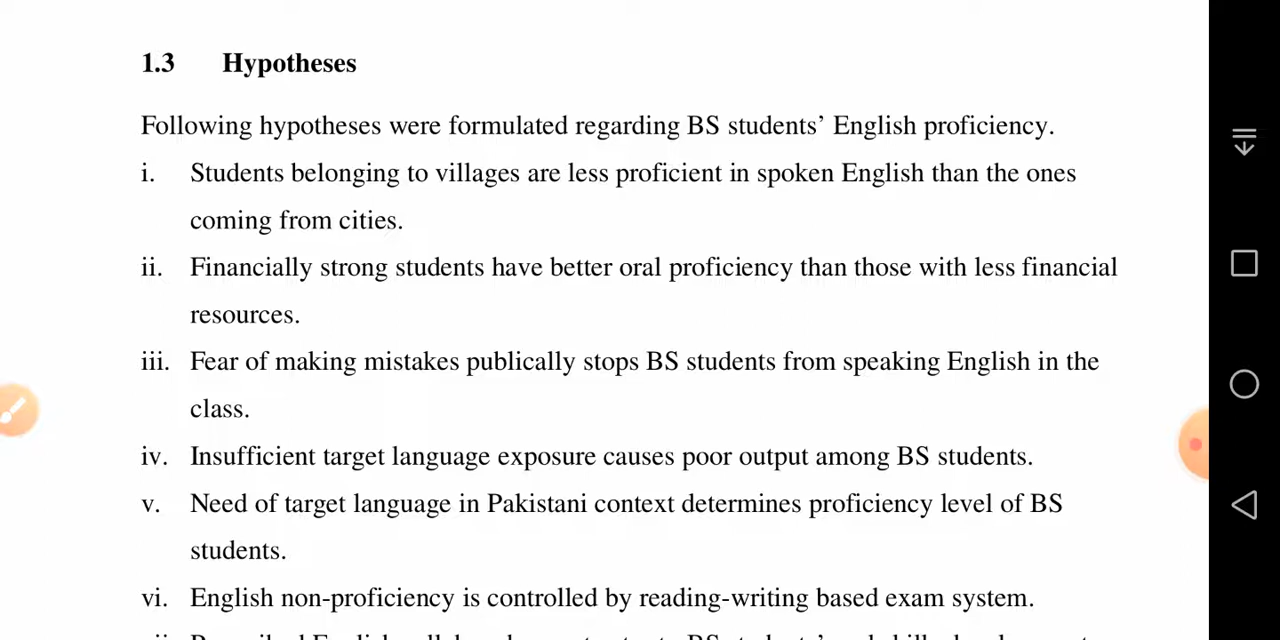 1.3 Hypotheses
Following hypotheses were formulated regarding BS students’ English proficiency.
i. Students belonging to villages are less proficient in spoken English than the ones
coming from cities.
ii. Financially strong students have better oral proficiency than those with less financial
resources.
iii. Fear of making mistakes publically stops BS students from speaking English in the
class.
iv. Insufficient target language exposure causes poor output among BS students.
v. Need of target language in Pakistani context determines proficiency level of BS
students.
vi. English non-proficiency is controlled by reading-writing based exam system.